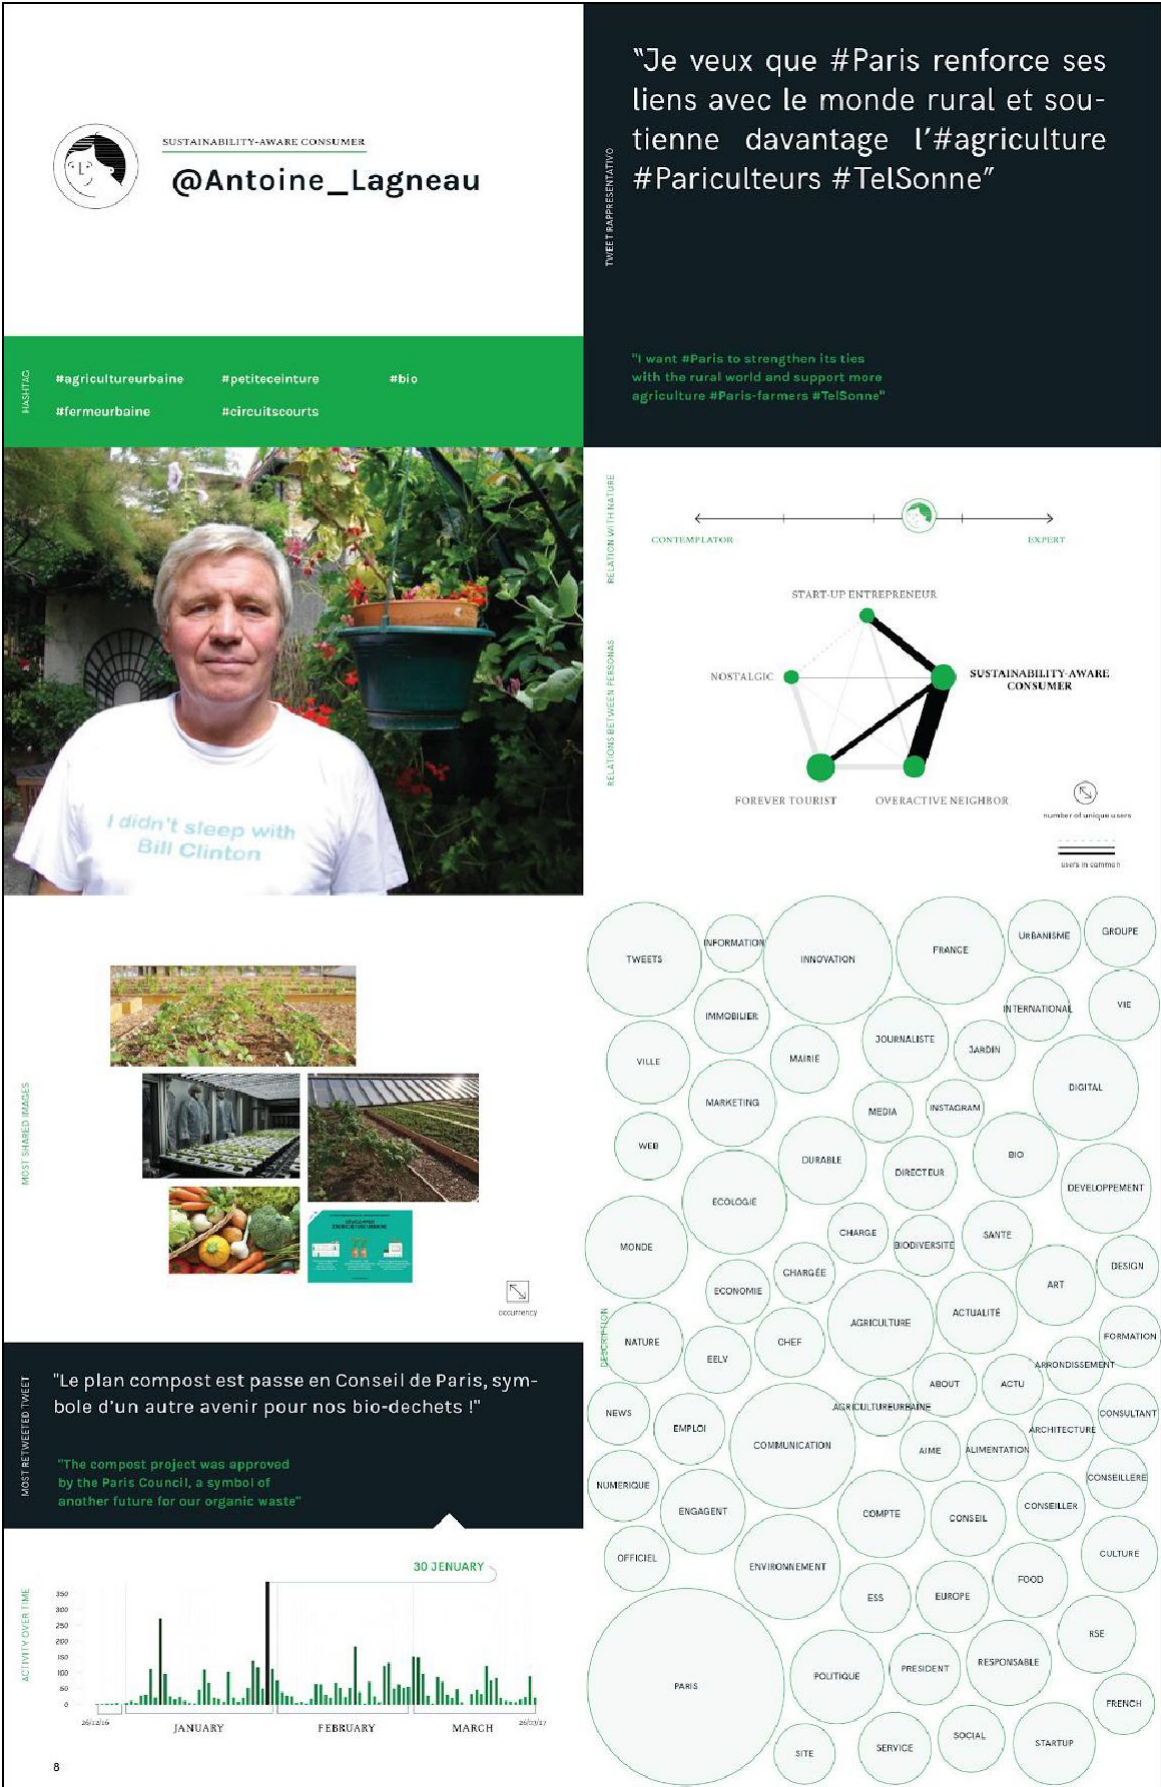 SUSTAINABILITY-AWARE CONSUMER
@Antoine_Lagneau
TWEET RAPPRESENTATIVO
"Je veux que #Paris renforce ses
liens avec le monde rural et sou-
tienne davantage l'#agriculture
#Pariculteurs #TelSonne"
"I want #Paris to strengthen its ties
with the rural world and support more
agriculture #Paris-farmers #TelSonne"
HASHTAG
#agricultureurbaine #petiteceinture #bio
#fermeurbaine #circuitscourts
I didn't sleep with
Bill Clinton
RELATION WITH NATURE
CONTEMPLATOR EXPERT
RELATIONS BETWEEN PERSONAS
START-UP ENTREPRENEUR
NOSTALGIC
SUSTAINABILITY-AWARE
CONSUMER
FOREVER TOURIST OVERACTIVE NEIGHBOR
number of unique users
users in common
MOST SHARED IMAGES
occurrency
MOST RETWEETED TWEET
"Le plan compost est passe en Conseil de Paris, sym-
bole d'un autre avenir pour nos bio-dechets !"
"The compost project was approved
by the Paris Council, a symbol of
another future for our organic waste"
ACTIVITY OVER TIME
30 JENUARY
350
300
250
200
150
100
50
0
26/12/16 JANUARY FEBRUARY MARCH 26/03/17
8
DESCRIPTION
TWEETS
INFORMATION
INNOVATION
FRANCE
URBANISME
GROUPE
IMMOBILIER
INTERNATIONAL
VIE
VILLE
MAIRIE
JOURNALISTE
JARDIN
DIGITAL
MARKETING
MEDIA
INSTAGRAM
WEB
DURABLE
DIRECTEUR
BIO
DEVELOPPEMENT
ECOLOGIE
MONDE
CHARGE
BIODIVERSITE
SANTE
DESIGN
CHARGÉE
ECONOMIE
ART
AGRICULTURE
ACTUALITÉ
NATURE
CHEF
FORMATION
EELV
ARRONDISSEMENT
ABOUT
ACTU
NEWS
AGRICULTUREURBAINE
CONSULTANT
EMPLOI
COMMUNICATION
AIME
ALIMENTATION
ARCHITECTURE
NUMERIQUE
CONSEILLERE
ENGAGENT
COMPTE
CONSEIL
CONSEILLER
OFFICIEL
ENVIRONNEMENT
CULTURE
FOOD
ESS
EUROPE
RSE
PARIS
POLITIQUE
PRESIDENT
RESPONSABLE
FRENCH
SITE
SERVICE
SOCIAL
STARTUP